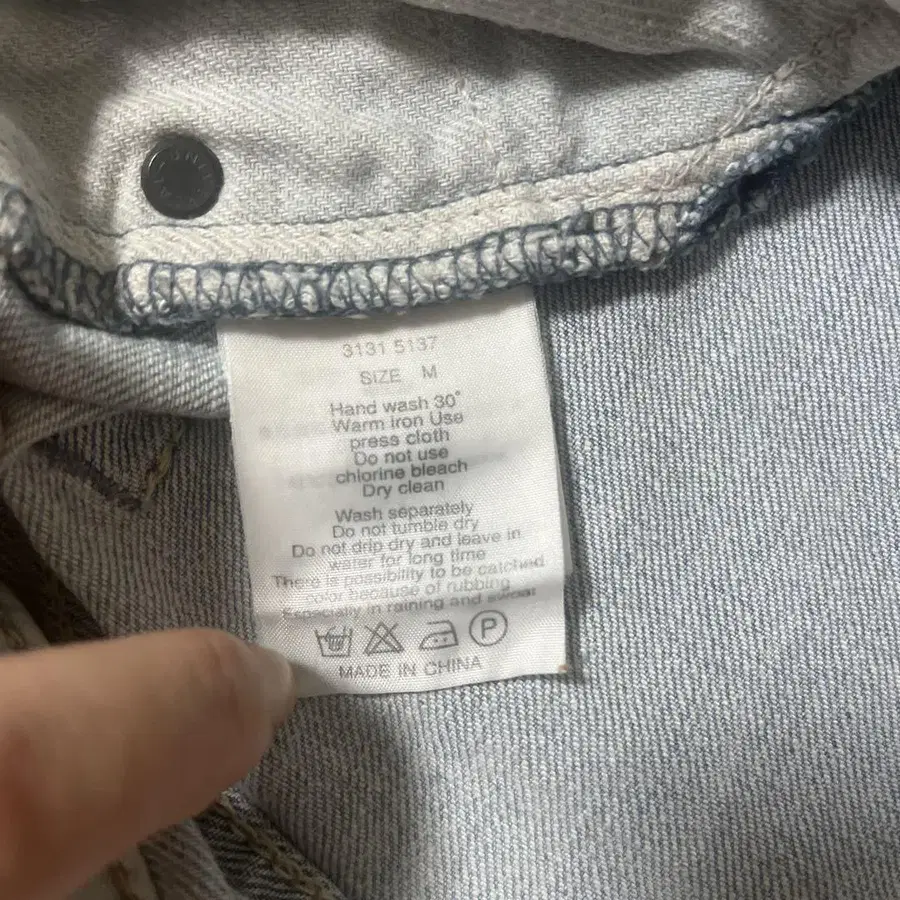 3131 5137
SIZE M
Hand wash 30°
Warm iron Use
press cloth
Do not use
chlorine bleach
Dry clean
Wash separately
Do not tumble dry
Do not drip dry and leave in
water for long time
There is possibility to be catched
color because of rubbing
Especially in raining and sweat
P
MADE IN CHINA